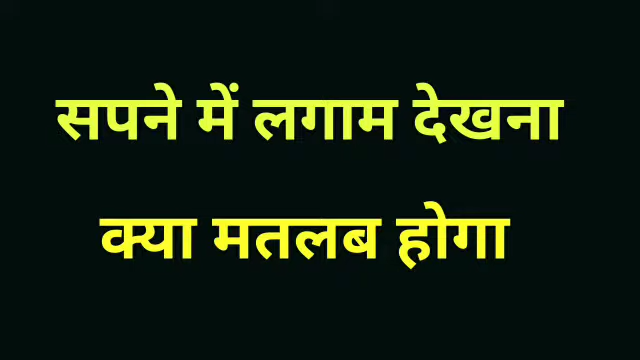 सपने में लगाम देखना
क्या मतलब होगा